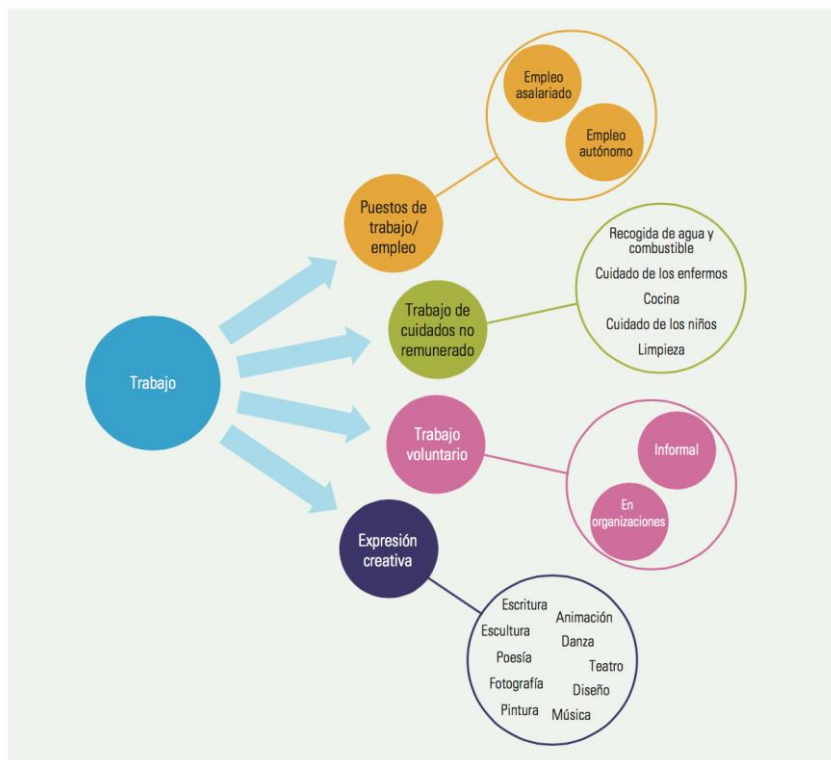 Empleo
asalariado
Empleo
autónomo
Puestos de
trabajo/
empleo
Recogida de agua y
combustible
Cuidado de los enfermos
Cocina
Cuidado de los niños
Limpieza
Trabajo de
cuidados no
remunerado
Trabajo
Trabajo
voluntario
Informal
En
organizaciones
Expresión
creativa
Escritura
Animación
Escultura
Danza
Poesía
Teatro
Fotografía
Diseño
Pintura
Música